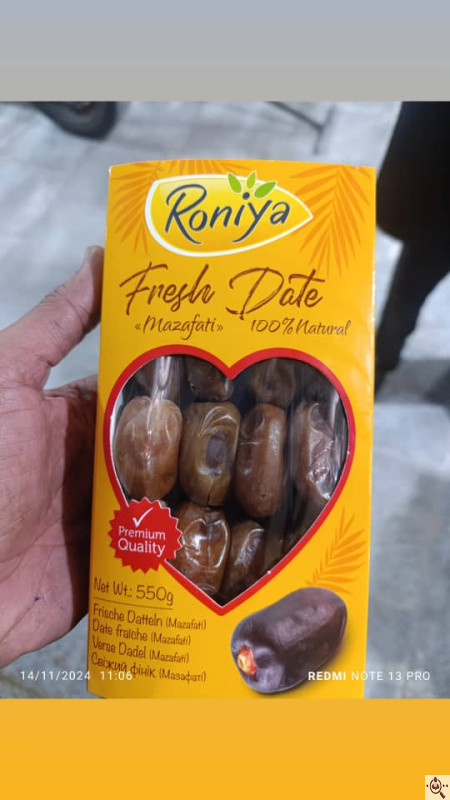 Roniya
Fresh Date
«Mazafati» 100% Natural
Premium
Quality
Net Wt.: 550g
Frische Datteln (Mazafati)
Date fraîche (Mazafati)
Verse Dadel (Mazafati)
Свіжий фінік (Мазафаті)
14/11/2024 11:06
REDMI NOTE 13 PRO